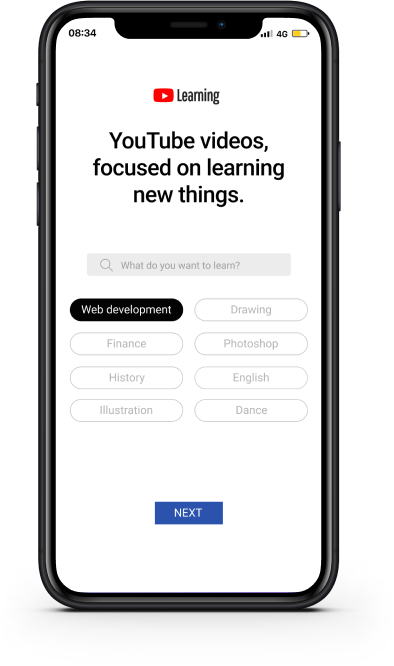 08:34
4G
Learning
YouTube videos,
focused on learning
new things.
What do you want to learn?
Web development
Drawing
Finance
Photoshop
History
English
Illustration
Dance
NEXT